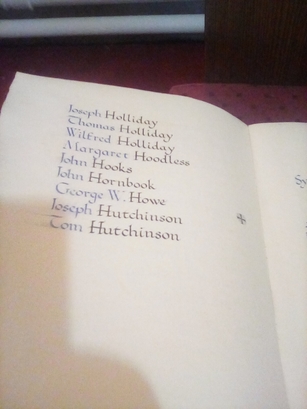 Joseph Holliday
Thomas Holliday
Wilfred Holliday
Margaret Hoodless
John Hooks
John Hornbook
George W. Howe
Joseph Hutchinson
Tom Hutchinson